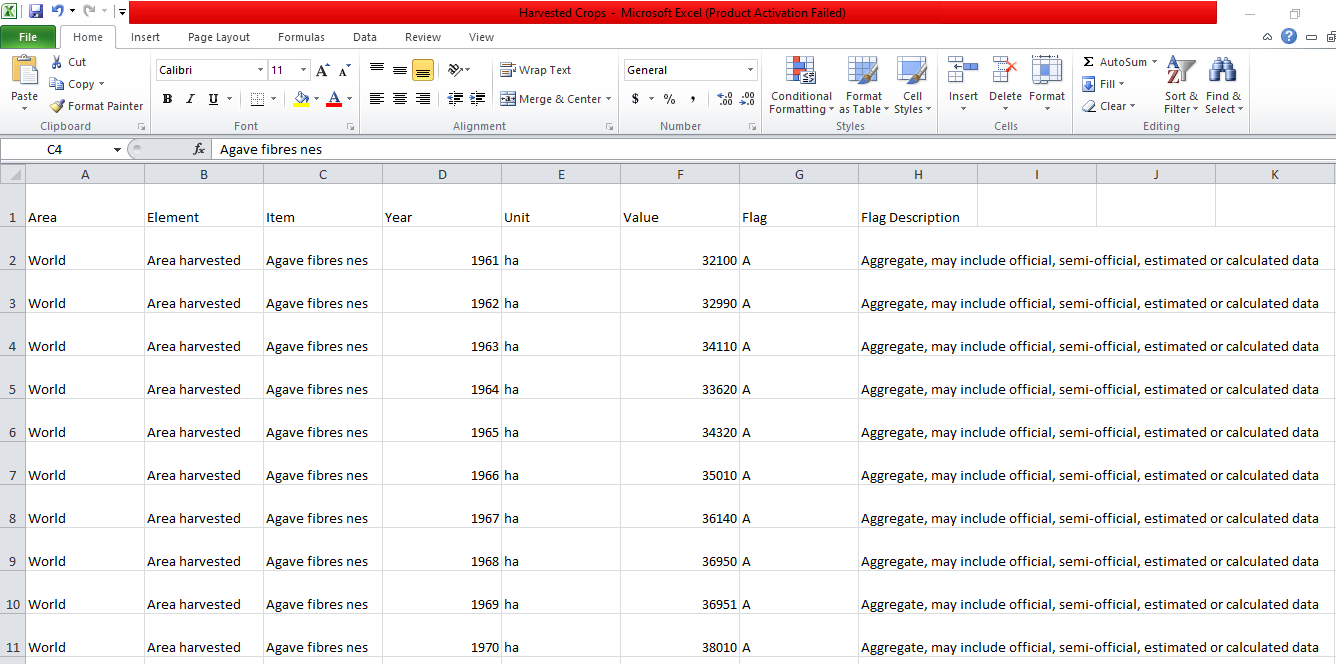 Harvested Crops - Microsoft Excel (Product Activation Failed)
File Home Insert Page Layout Formulas Data Review View
Paste
Cut
Copy
Format Painter
Clipboard
Calibri 11
B I U
Font
Wrap Text
Merge & Center
Alignment
General
$ % ,
Number
Conditional Formatting
Format as Table
Cell Styles
Styles
Insert Delete Format
Cells
Σ AutoSum
Fill
Clear
Sort & Filter
Find & Select
Editing
C4 fx Agave fibres nes
A B C D E F G H I J K
1 Area Element Item Year Unit Value Flag Flag Description
2 World Area harvested Agave fibres nes 1961 ha 32100 A Aggregate, may include official, semi-official, estimated or calculated data
3 World Area harvested Agave fibres nes 1962 ha 32990 A Aggregate, may include official, semi-official, estimated or calculated data
4 World Area harvested Agave fibres nes 1963 ha 34110 A Aggregate, may include official, semi-official, estimated or calculated data
5 World Area harvested Agave fibres nes 1964 ha 33620 A Aggregate, may include official, semi-official, estimated or calculated data
6 World Area harvested Agave fibres nes 1965 ha 34320 A Aggregate, may include official, semi-official, estimated or calculated data
7 World Area harvested Agave fibres nes 1966 ha 35010 A Aggregate, may include official, semi-official, estimated or calculated data
8 World Area harvested Agave fibres nes 1967 ha 36140 A Aggregate, may include official, semi-official, estimated or calculated data
9 World Area harvested Agave fibres nes 1968 ha 36950 A Aggregate, may include official, semi-official, estimated or calculated data
10 World Area harvested Agave fibres nes 1969 ha 36951 A Aggregate, may include official, semi-official, estimated or calculated data
11 World Area harvested Agave fibres nes 1970 ha 38010 A Aggregate, may include official, semi-official, estimated or calculated data